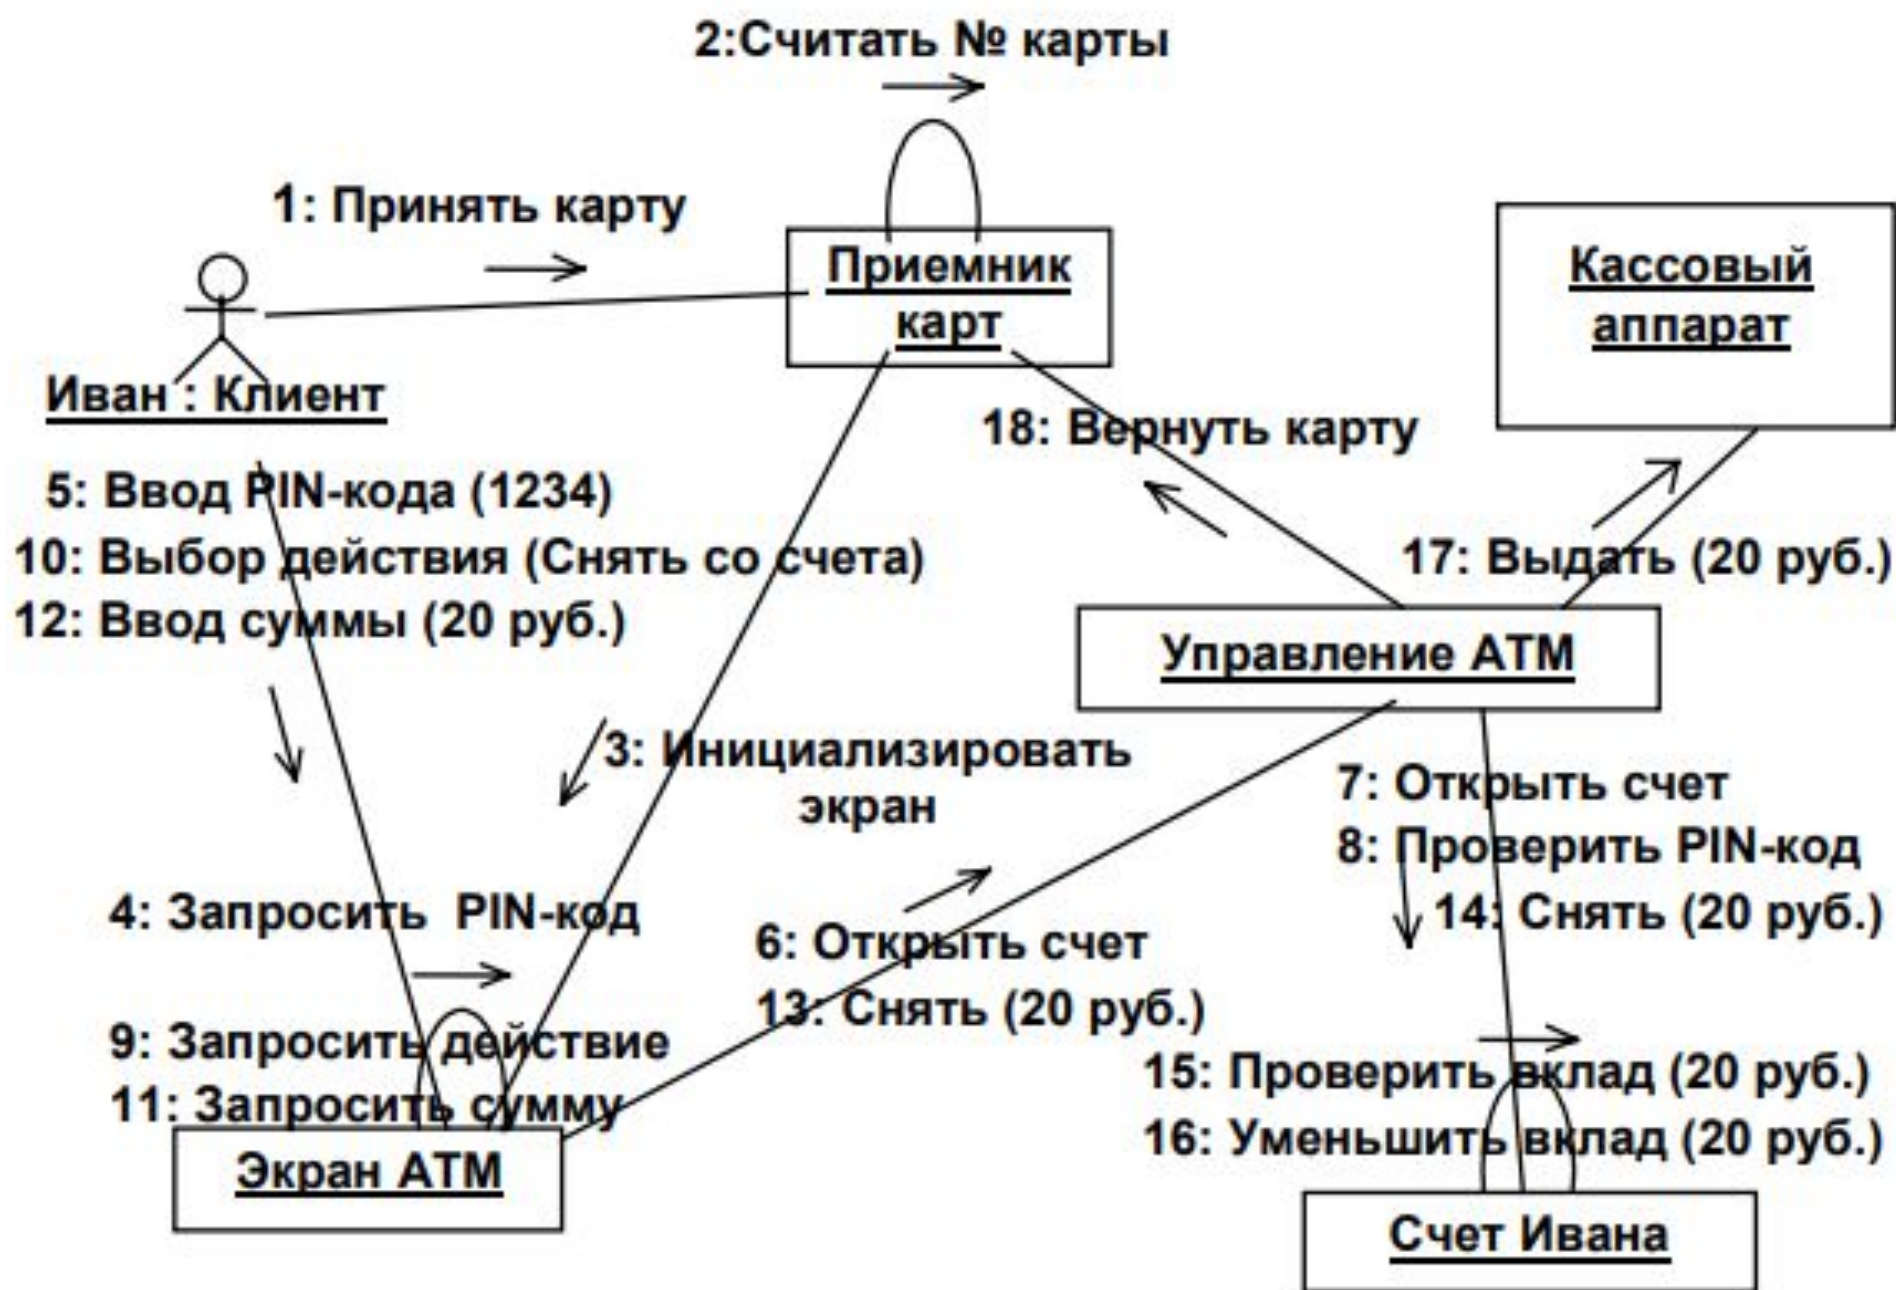 2:Считать № карты
1: Принять карту
Приемник
карт
Кассовый
аппарат
Иван : Клиент
18: Вернуть карту
5: Ввод PIN-кода (1234)
10: Выбор действия (Снять со счета)
12: Ввод суммы (20 руб.)
17: Выдать (20 руб.)
Управление АТМ
3: Инициализировать
экран
7: Открыть счет
8: Проверить PIN-код
14: Снять (20 руб.)
4: Запросить PIN-код
6: Открыть счет
13: Снять (20 руб.)
9: Запросить действие
11: Запросить сумму
15: Проверить вклад (20 руб.)
16: Уменьшить вклад (20 руб.)
Экран АТМ
Счет Ивана